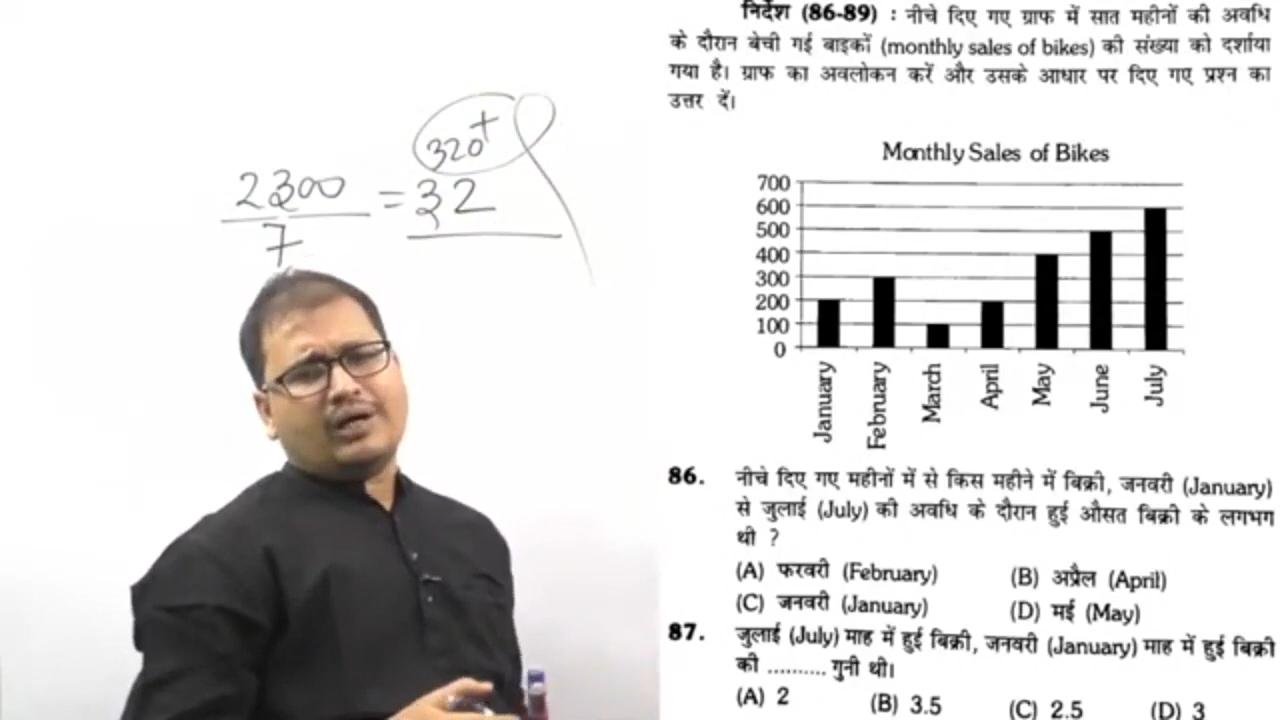 320+
2300 = 32
7
निर्देश (86-89) : नीचे दिए गए ग्राफ में सात महीनों की अवधि
के दौरान बेची गई बाइकों (monthly sales of bikes) की संख्या को दर्शाया
गया है। ग्राफ का अवलोकन करें और उसके आधार पर दिए गए प्रश्न का
उत्तर दें।
Monthly Sales of Bikes
700
600
500
400
300
200
100
0
January February March April May June July
86. नीचे दिए गए महीनों में से किस महीने में बिक्री, जनवरी (January)
से जुलाई (July) की अवधि के दौरान हुई औसत बिक्री के लगभग
थी ?
(A) फरवरी (February) (B) अप्रैल (April)
(C) जनवरी (January) (D) मई (May)
87. जुलाई (July) माह में हुई बिक्री, जनवरी (January) माह में हुई बिक्री
की .......... गुनी थी।
(A) 2 (B) 3.5 (C) 2.5 (D) 3